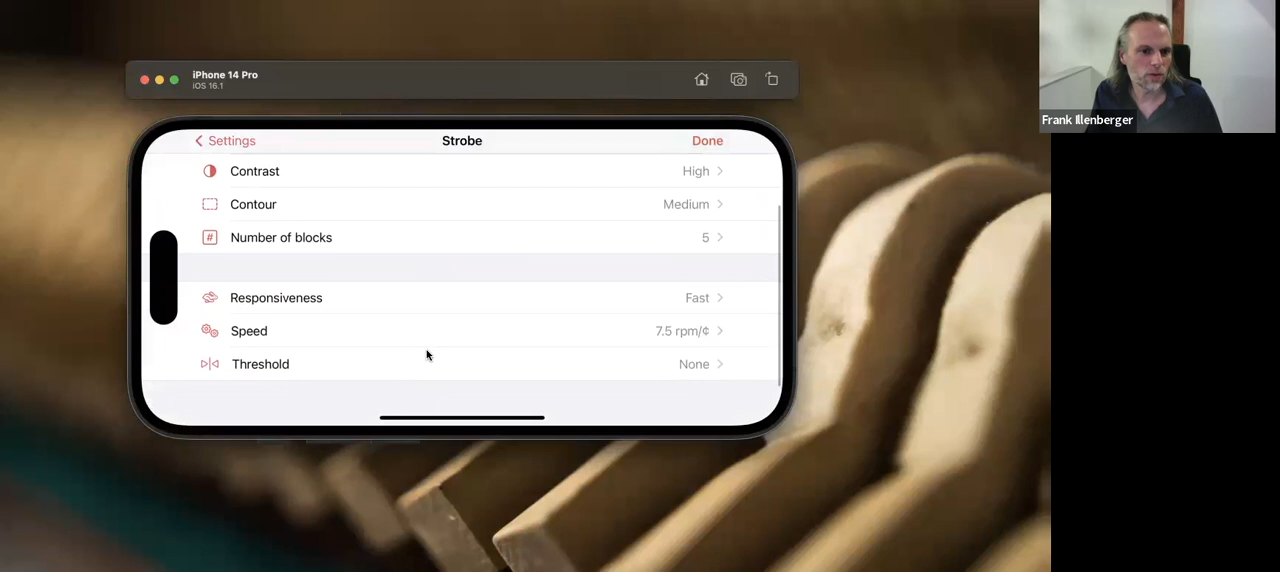 iPhone 14 Pro
iOS 16.1
Settings
Strobe
Done
Contrast
High
Contour
Medium
Number of blocks
5
Responsiveness
Fast
Speed
7.5 rpm/¢
Threshold
None
Frank Illenberger